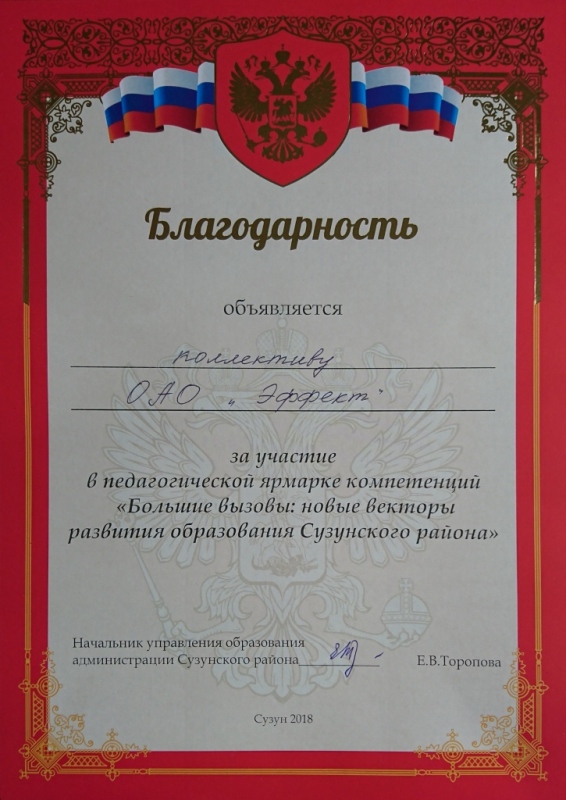 Благодарность
объявляется
коллективу
ОАО „Эффект"
за участие
в педагогической ярмарке компетенций
«Большие вызовы: новые векторы
развития образования Сузунского района»
Начальник управления образования
администрации Сузунского района
Е.В.Торопова
Сузун 2018